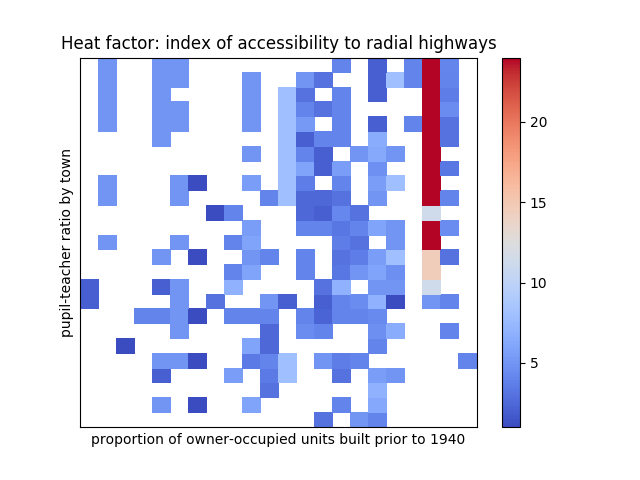 Heat factor: index of accessibility to radial highways
pupil-teacher ratio by town
20
15
10
5
proportion of owner-occupied units built prior to 1940